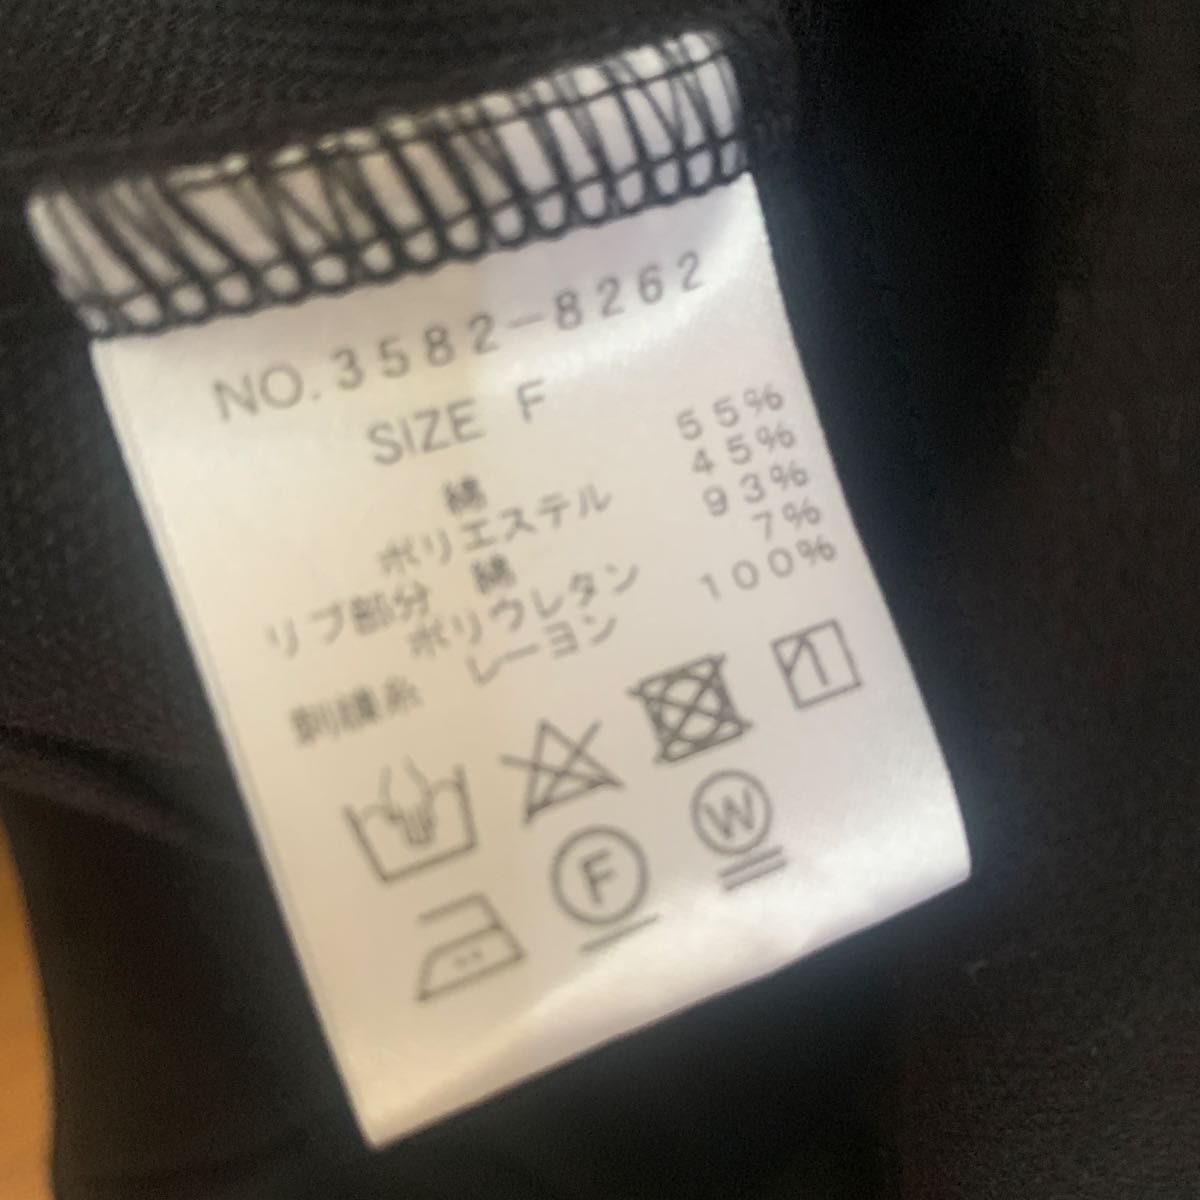 NO.3582-8262
SIZE F
綿 55%
ポリエステル 45%
リブ部分 綿 93%
ポリウレタン 7%
刺繍糸 レーヨン 100%
F W